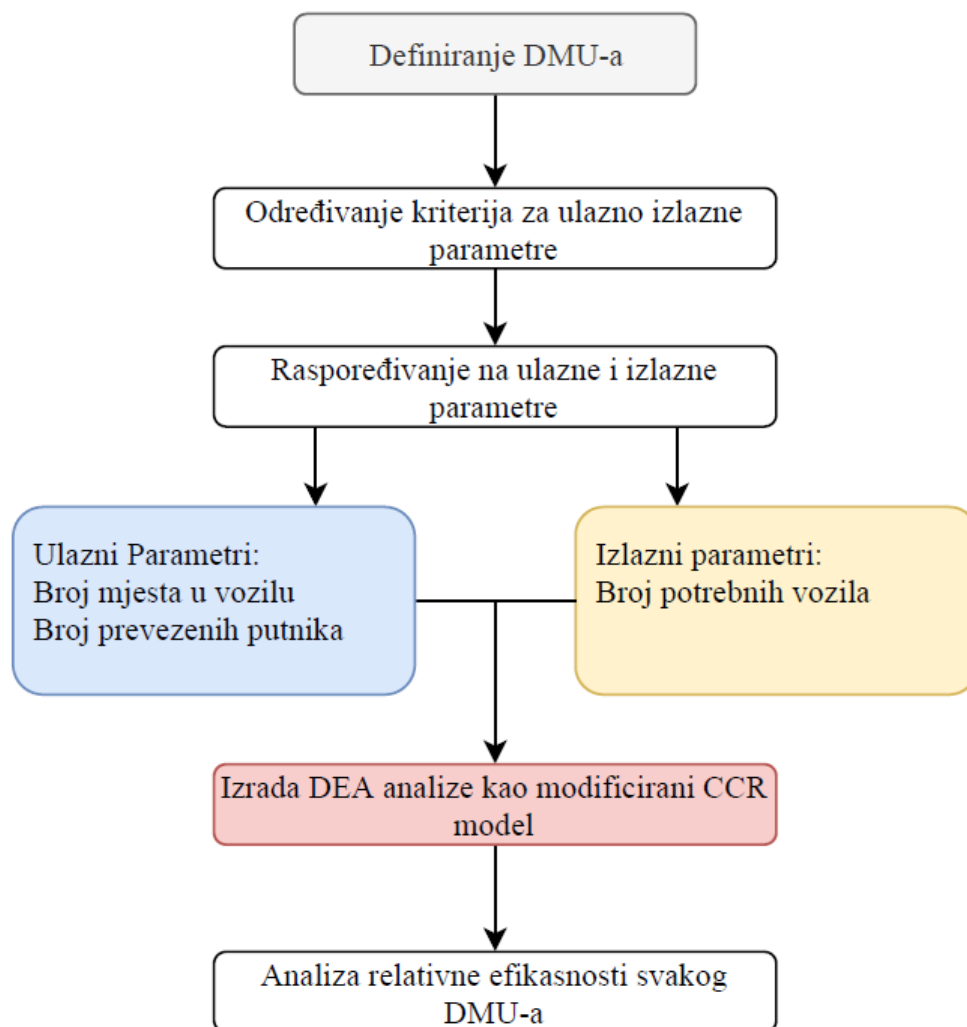 Definiranje DMU-a
Određivanje kriterija za ulazno izlazne
parametre
Raspoređivanje na ulazne i izlazne
parametre
Ulazni Parametri:
Broj mjesta u vozilu
Broj prevezenih putnika
Izlazni parametri:
Broj potrebnih vozila
Izrada DEA analize kao modificirani CCR
model
Analiza relativne efikasnosti svakog
DMU-a